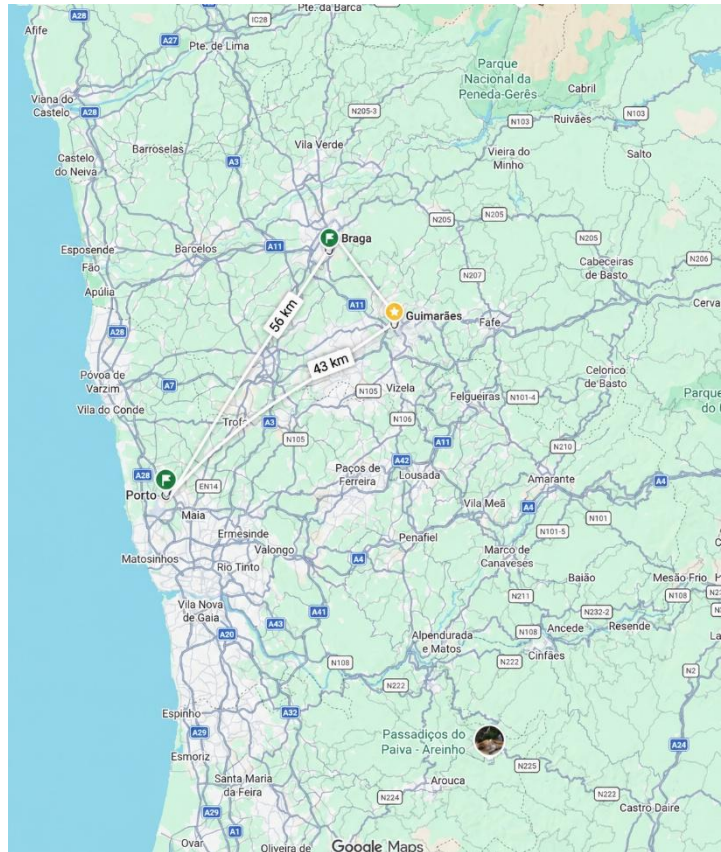 A28
Afife
IC28
Pte. da Barca
A27
Pte. de Lima
Parque
Nacional da
Peneda-Gerês
Cabril
Viana do
Castelo
A28
N205-3
N103
Ruivães
N103
Barroselas
A3
Vila Verde
Vieira do
Minho
Salto
Castelo
do Neiva
N205
N205
Esposende
Barcelos
A11
Braga
N206
Fão
N207
Cabeceiras
de Basto
Apúlia
A11
56 km
Guimarães
Fafe
Cerva
A28
43 km
Celorico
de Basto
Póvoa de
Varzim
A7
N105
Vizela
Felgueiras
N101-4
Parque
Vila do Conde
Trofa
A3
N106
N105
A11
N210
A28
EN14
Paços de
Ferreira
A42
Lousada
Amarante
A4
Porto
Maia
Vila Meã
A4
N101
Ermesinde
N101-5
Matosinhos
Valongo
Penafiel
Rio Tinto
A4
Marco de
Canaveses
Baião
Mesão Frio
N108
Vila Nova
de Gaia
A41
N211
N232-2
A20
A43
Alpendurada
e Matos
N108
Ancede
Resende
N108
N222
Cinfães
N2
N222
Espinho
A32
Passadiços do
Paiva - Areinho
A29
A24
Esmoriz
N225
Santa Maria
da Feira
Arouca
N224
N222
A29
Castro Daire
A1
Ovar
Oliveira de
Google Maps